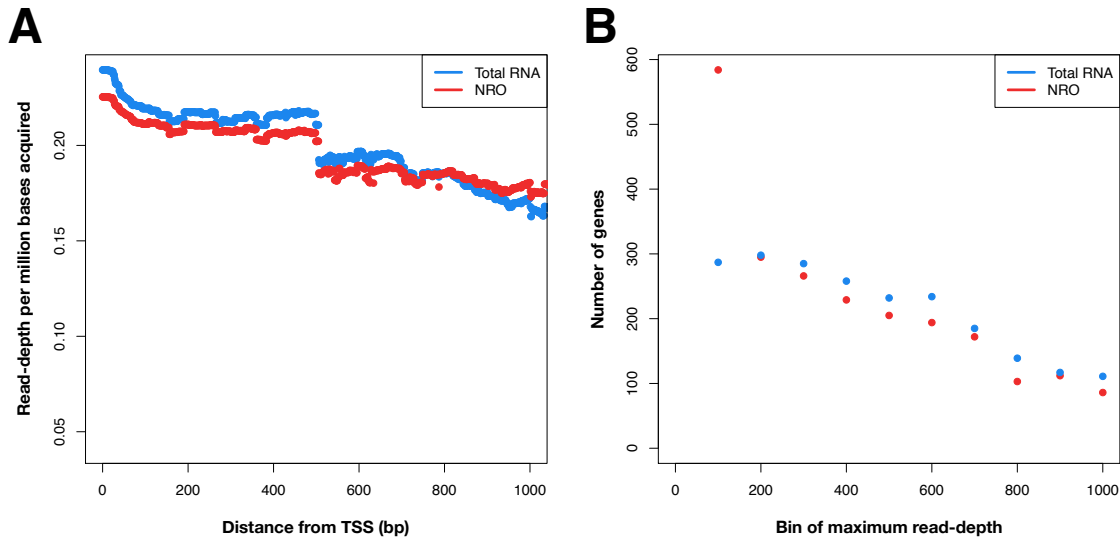 A
Total RNA
NRO
Read-depth per million bases acquired
0.20
0.15
0.10
0.05
0 200 400 600 800 1000
Distance from TSS (bp)
B
Total RNA
NRO
Number of genes
600
500
400
300
200
100
0
0 200 400 600 800 1000
Bin of maximum read-depth